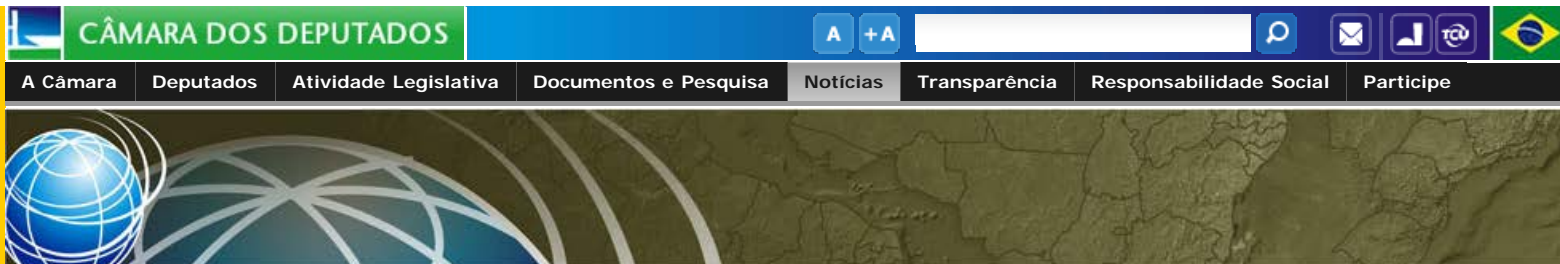 CÂMARA DOS DEPUTADOS
A +A
TCU
A Câmara Deputados Atividade Legislativa Documentos e Pesquisa Notícias Transparência Responsabilidade Social Participe